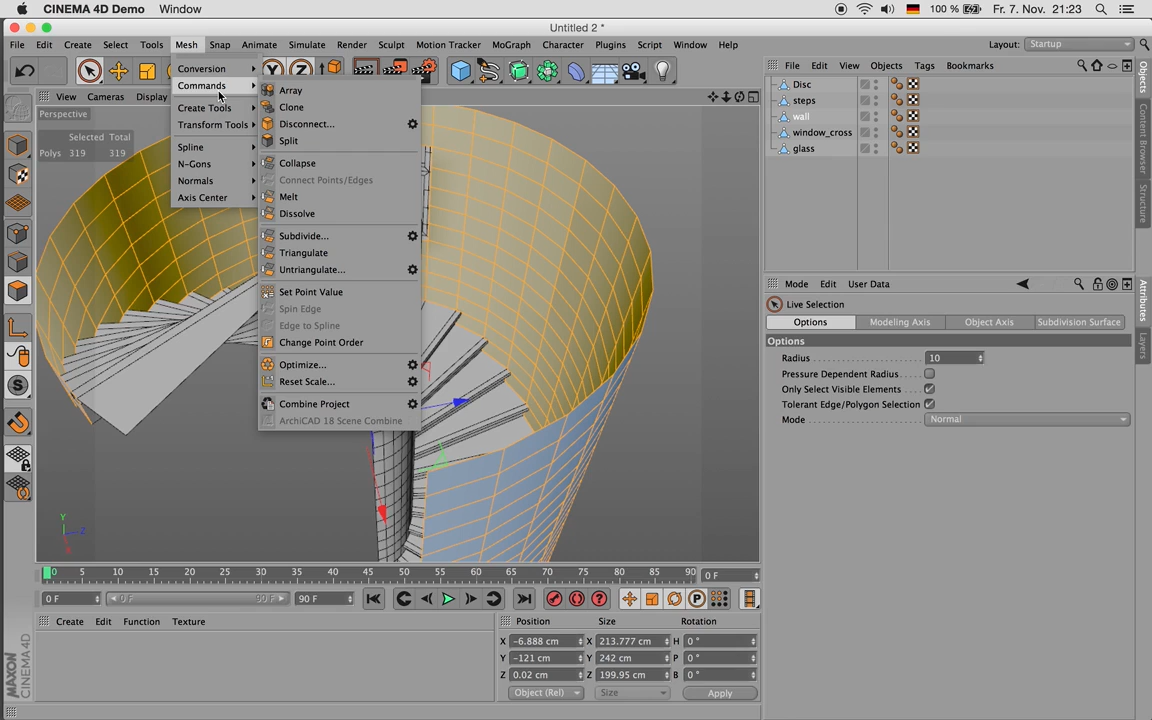 CINEMA 4D Demo Window
100 % Fr. 7. Nov. 21:23
Untitled 2 *
File Edit Create Select Tools Mesh Snap Animate Simulate Render Sculpt Motion Tracker MoGraph Character Plugins Script Window Help
Layout: Startup
View Cameras Display
Perspective
Selected Total
Polys 319 319
Conversion
Commands
Create Tools
Transform Tools
Spline
N-Gons
Normals
Axis Center
Array
Clone
Disconnect...
Split
Collapse
Connect Points/Edges
Melt
Dissolve
Subdivide...
Triangulate
Untriangulate...
Set Point Value
Spin Edge
Edge to Spline
Change Point Order
Optimize...
Reset Scale...
Combine Project
ArchiCAD 18 Scene Combine
File Edit View Objects Tags Bookmarks
Disc
steps
wall
window_cross
glass
Objects
Content Browser
Structure
Mode Edit User Data
Live Selection
Options Modeling Axis Object Axis Subdivision Surface
Options
Radius 10
Pressure Dependent Radius
Only Select Visible Elements
Tolerant Edge/Polygon Selection
Mode Normal
Attributes
Layers
Y
Z
X
0 5 10 15 20 25 30 35 40 45 50 55 60 65 70 75 80 85 90 0 F
0 F 0 F 90 F 90 F
P
Create Edit Function Texture
Position Size Rotation
X -6.888 cm X 213.777 cm H 0 °
Y -121 cm Y 242 cm P 0 °
Z 0.02 cm Z 199.95 cm B 0 °
Object (Rel) Size Apply
MAXON
CINEMA 4D